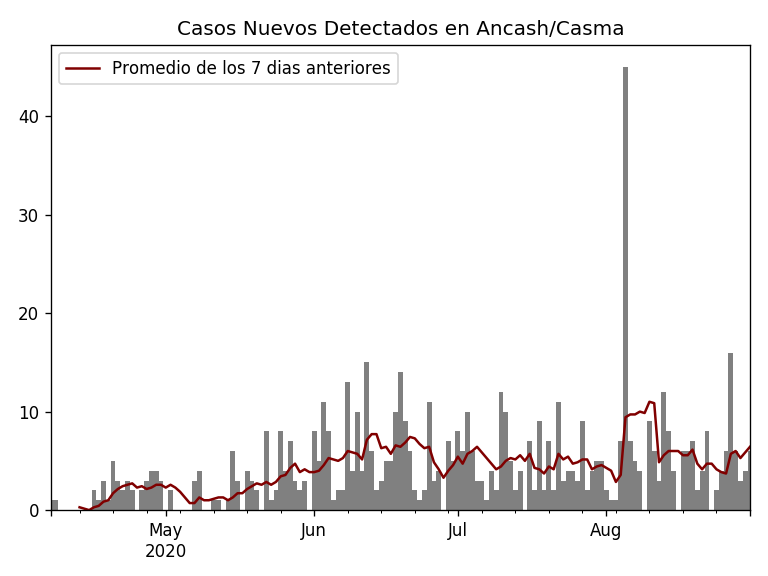 Casos Nuevos Detectados en Ancash/Casma
Promedio de los 7 dias anteriores
40
30
20
10
0
May
2020
Jun
Jul
Aug